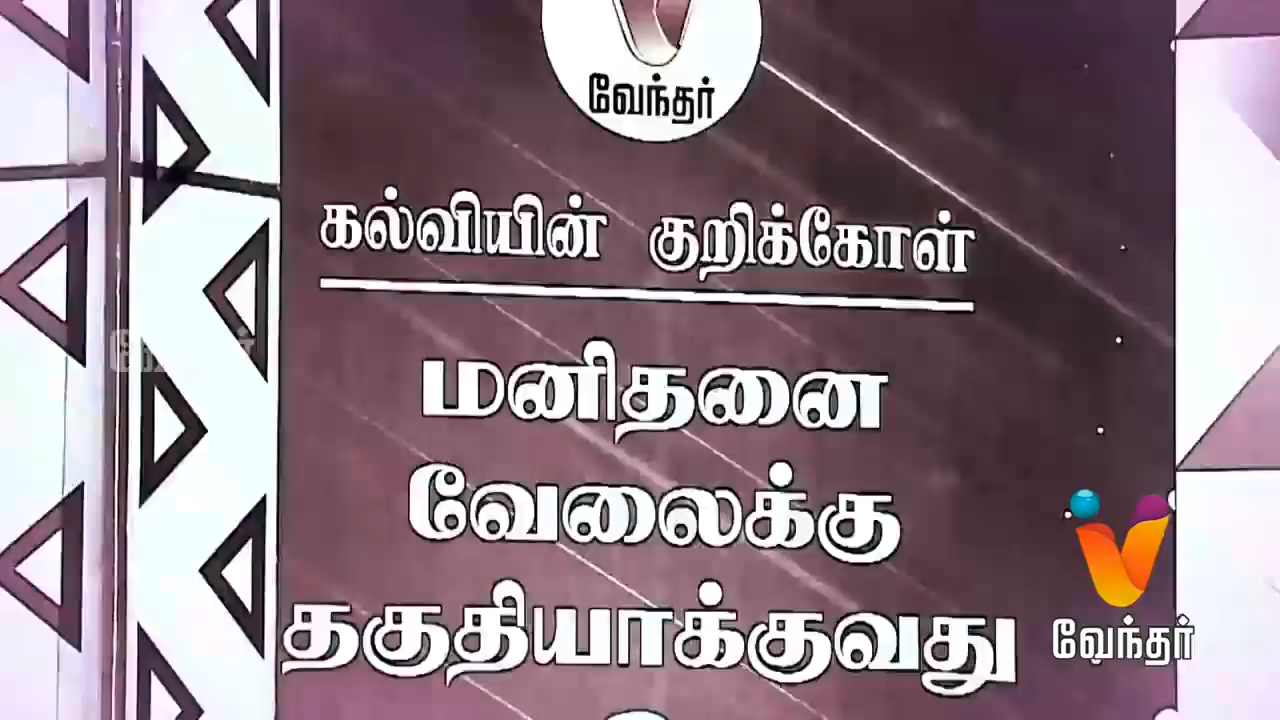 வேந்தர்
கல்வியின் குறிக்கோள்
மனிதனை
வேலைக்கு
தகுதியாக்குவது
வேந்தர்